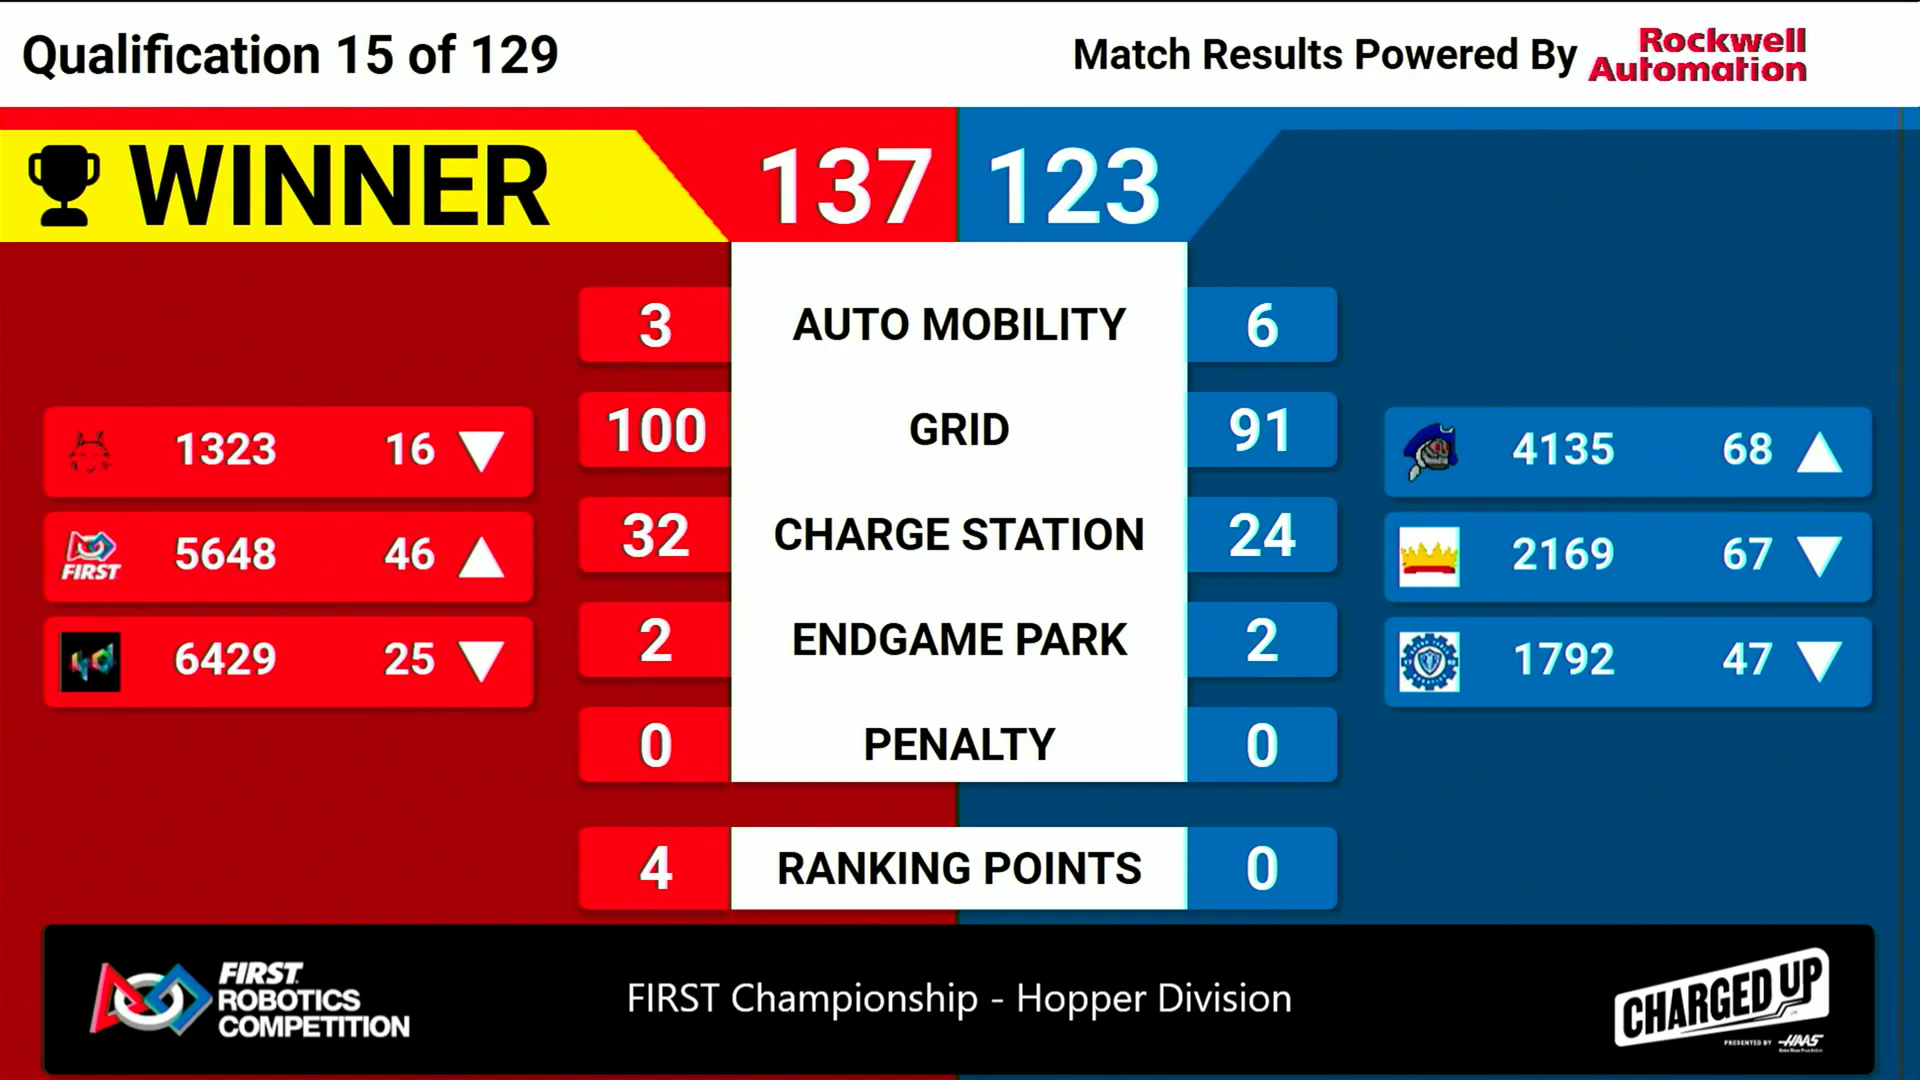 Qualification 15 of 129
Match Results Powered By
Rockwell
Automation
WINNER
137 123
3 AUTO MOBILITY 6
100 GRID 91
32 CHARGE STATION 24
2 ENDGAME PARK 2
0 PENALTY 0
4 RANKING POINTS 0
1323 16
5648 46
FIRST
6429 25
4135 68
2169 67
1792 47
FIRST
ROBOTICS
COMPETITION
FIRST Championship - Hopper Division
CHARGED UP
PRESENTED BY HAAS